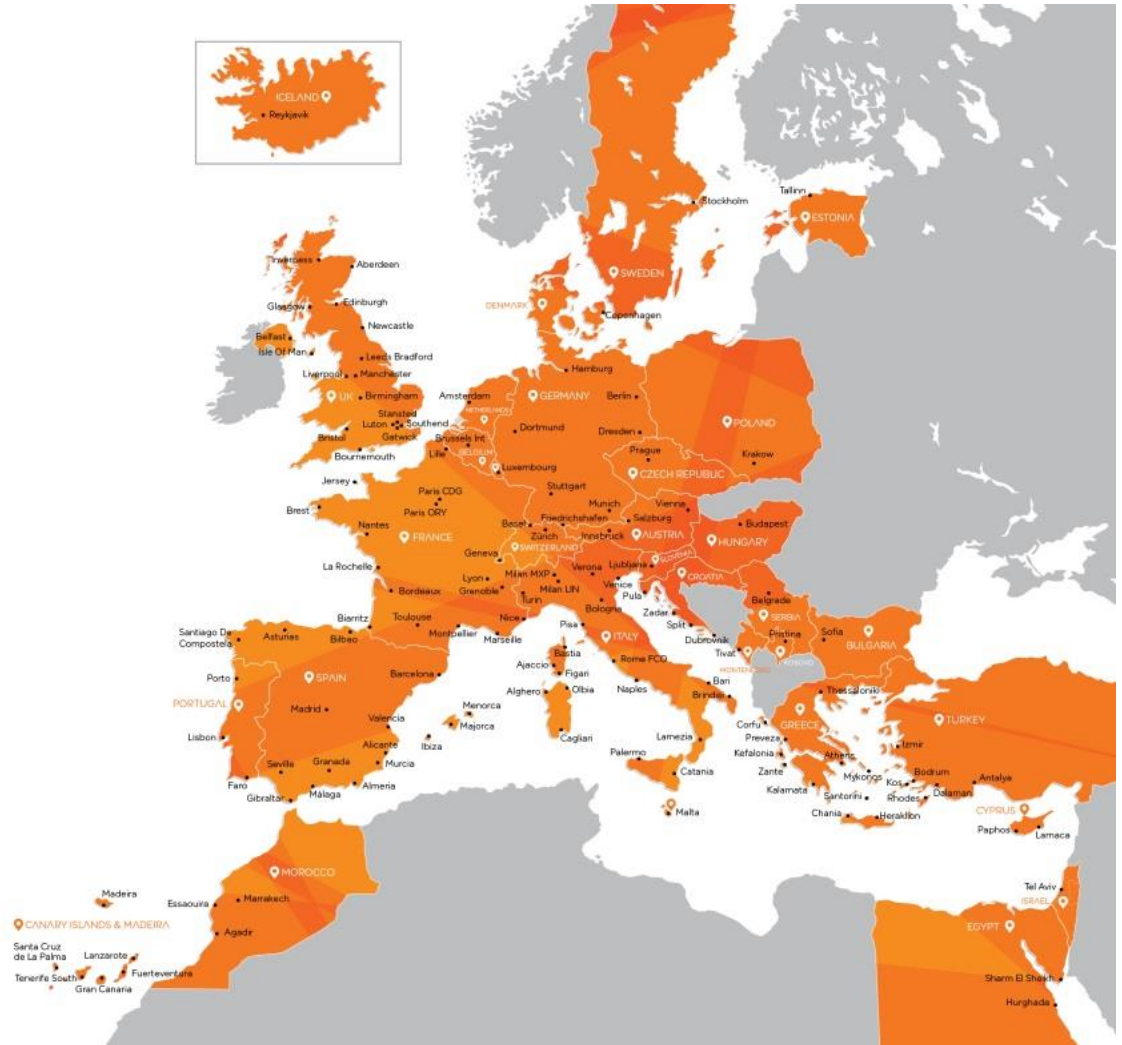 ICELAND
Reykjavik
Stockholm
Tallinn
ESTONIA
SWEDEN
DENMARK
Copenhagen
Inverness
Aberdeen
Glasgow
Edinburgh
Newcastle
Belfast
Isle Of Man
Leeds Bradford
Liverpool
Manchester
UK
Birmingham
Stansted
Luton
Southend
Gatwick
Bristol
Bournemouth
Jersey
Hamburg
Amsterdam
NETHERLANDS
GERMANY
Berlin
Dortmund
Dresden
POLAND
Krakow
Brussels Int
BELGIUM
Lille
Luxembourg
Prague
CZECH REPUBLIC
Stuttgart
Munich
Vienna
Friedrichshafen
Salzburg
Basel
Zürich
Innsbruck
AUSTRIA
Budapest
HUNGARY
SWITZERLAND
SLOVENIA
Ljubljana
CROATIA
Paris CDG
Paris ORY
Brest
Nantes
FRANCE
Geneva
La Rochelle
Lyon
Grenoble
Bordeaux
Toulouse
Biarritz
Montpellier
Marseille
Nice
Milan MXP
Milan LIN
Turin
Verona
Venice
Bologna
Pisa
Pula
Zadar
Split
Dubrovnik
Tivat
Belgrade
SERBIA
Pristina
MONTENEGRO
KOSOVO
Sofia
BULGARIA
ITALY
Bastia
Ajaccio
Figari
Rome FCO
Alghero
Olbia
Naples
Bari
Brindisi
Cagliari
Lamezia
Palermo
Catania
Malta
Santiago De
Compostela
Asturias
Bilbao
Porto
SPAIN
Barcelona
PORTUGAL
Madrid
Menorca
Majorca
Ibiza
Valencia
Lisbon
Alicante
Murcia
Sevilla
Granada
Faro
Gibraltar
Málaga
Almeria
Thessaloniki
GREECE
Corfu
Preveza
Kefalonia
Zante
Athens
Mykonos
Kalamata
Santorini
Chania
Heraklion
TURKEY
Izmir
Bodrum
Kos
Rhodes
Dalaman
Antalya
CYPRUS
Paphos
Larnaca
MOROCCO
Essaouira
Marrakech
Agadir
Madeira
CANARY ISLANDS & MADEIRA
Santa Cruz
de La Palma
Lanzarote
Tenerife South
Fuerteventura
Gran Canaria
Tel Aviv
ISRAEL
EGYPT
Sharm El Sheikh
Hurghada